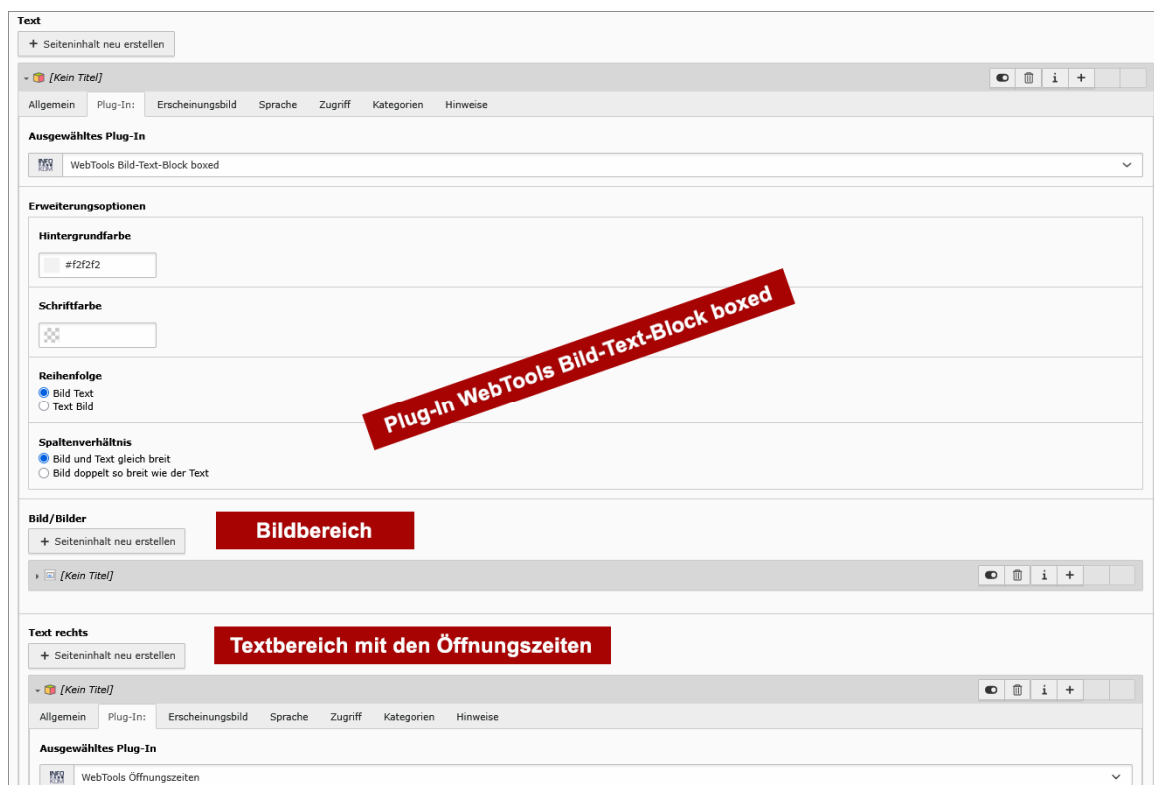 Text
+ Seiteninhalt neu erstellen
[Kein Titel]
Allgemein Plug-In: Erscheinungsbild Sprache Zugriff Kategorien Hinweise
Ausgewähltes Plug-In
WebTools Bild-Text-Block boxed
Erweiterungsoptionen
Hintergrundfarbe
#f2f2f2
Schriftfarbe
Plug-In WebTools Bild-Text-Block boxed
Reihenfolge
Bild Text
Text Bild
Spaltenverhältnis
Bild und Text gleich breit
Bild doppelt so breit wie der Text
Bild/Bilder
Bildbereich
+ Seiteninhalt neu erstellen
[Kein Titel]
Text rechts
Textbereich mit den Öffnungszeiten
+ Seiteninhalt neu erstellen
[Kein Titel]
Allgemein Plug-In: Erscheinungsbild Sprache Zugriff Kategorien Hinweise
Ausgewähltes Plug-In
WebTools Öffnungszeiten